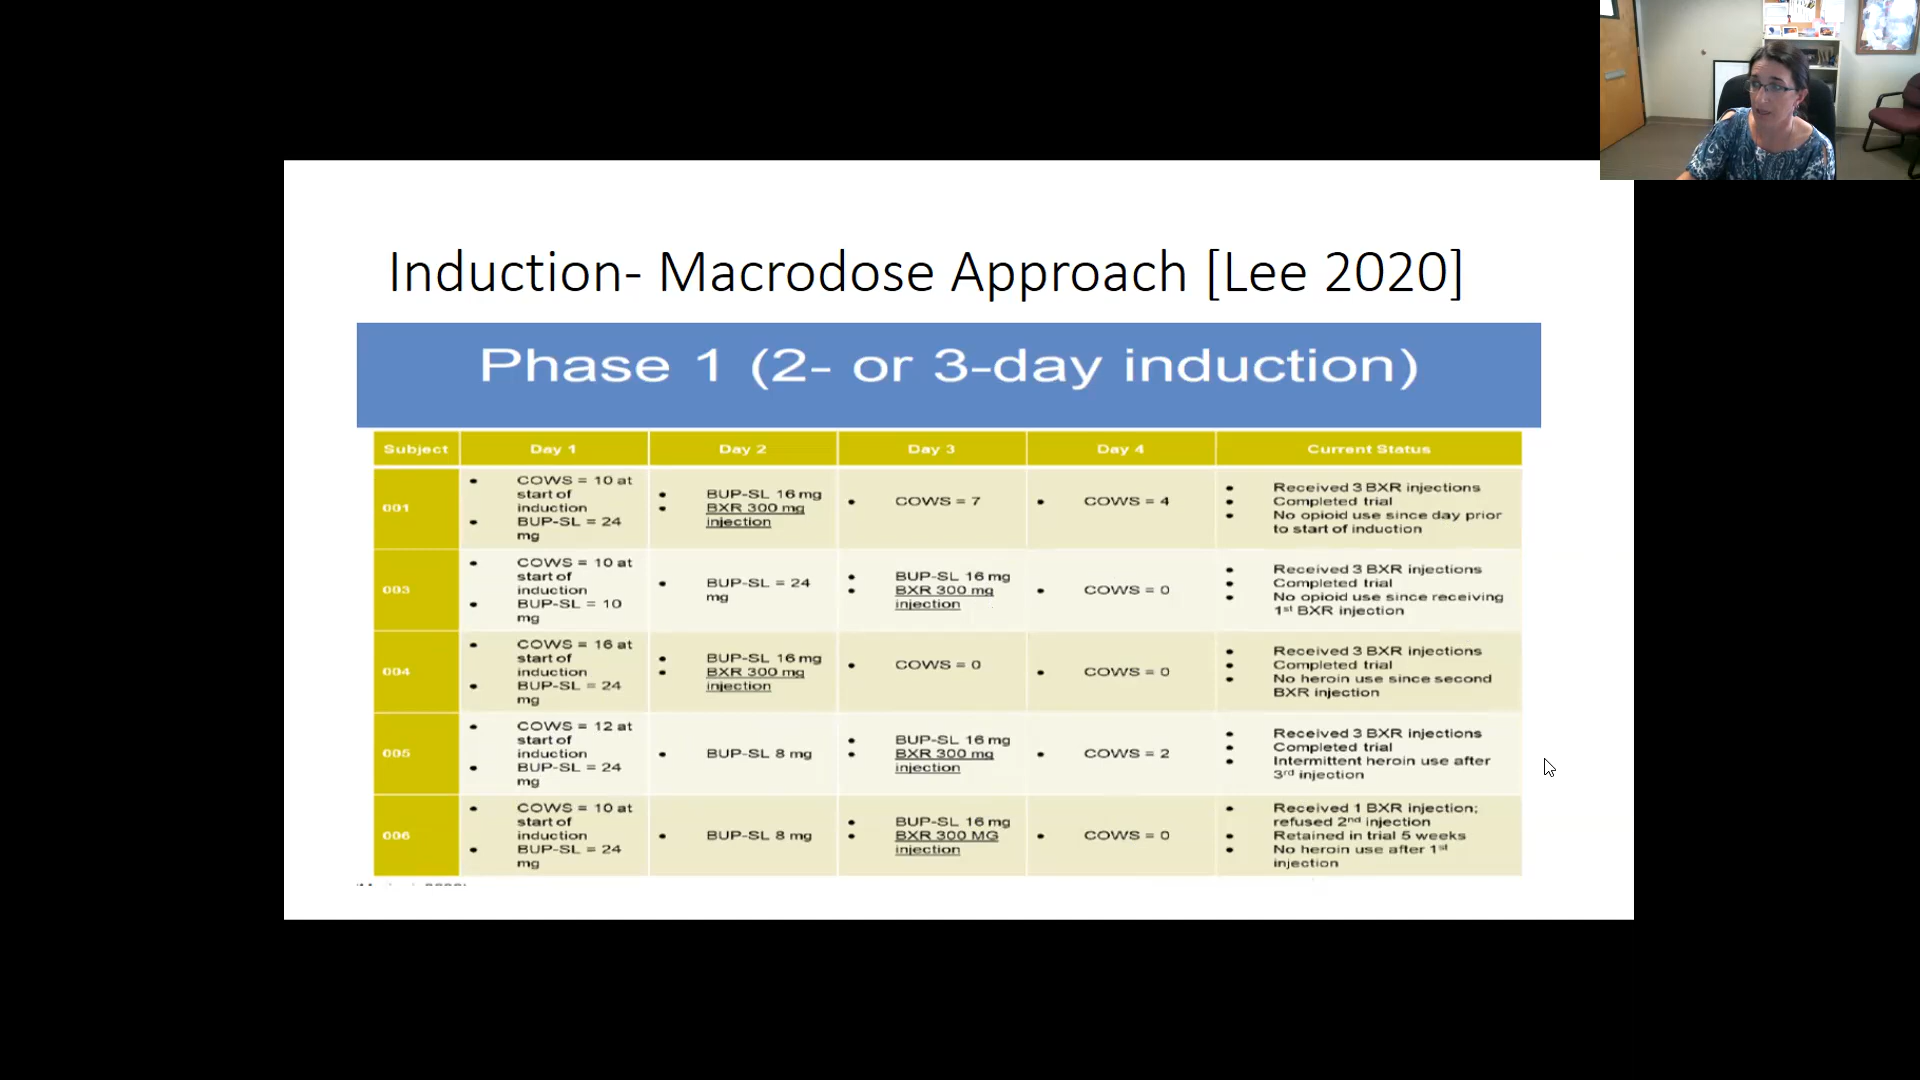 Induction- Macrodose Approach [Lee 2020]
Phase 1 (2- or 3-day induction)
Subject
Day 1
Day 2
Day 3
Day 4
Current Status
001
COWS = 10 at
start of
induction
BUP-SL = 24
mg
BUP-SL 16 mg
BXR 300 mg
injection
COWS = 7
COWS = 4
Received 3 BXR injections
Completed trial
No opioid use since day prior
to start of induction
003
COWS = 10 at
start of
induction
BUP-SL = 10
mg
BUP-SL = 24
mg
BUP-SL 16 mg
BXR 300 mg
injection
COWS = 0
Received 3 BXR injections
Completed trial
No opioid use since receiving
1st BXR injection
004
COWS = 16 at
start of
induction
BUP-SL = 24
mg
BUP-SL 16 mg
BXR 300 mg
injection
COWS = 0
COWS = 0
Received 3 BXR injections
Completed trial
No heroin use since second
BXR injection
005
COWS = 12 at
start of
induction
BUP-SL = 24
mg
BUP-SL 8 mg
BUP-SL 16 mg
BXR 300 mg
injection
COWS = 2
Received 3 BXR injections
Completed trial
Intermittent heroin use after
3rd injection
006
COWS = 10 at
start of
induction
BUP-SL = 24
mg
BUP-SL 8 mg
BUP-SL 16 mg
BXR 300 MG
injection
COWS = 0
Received 1 BXR injection;
refused 2nd injection
Retained in trial 5 weeks
No heroin use after 1st
injection